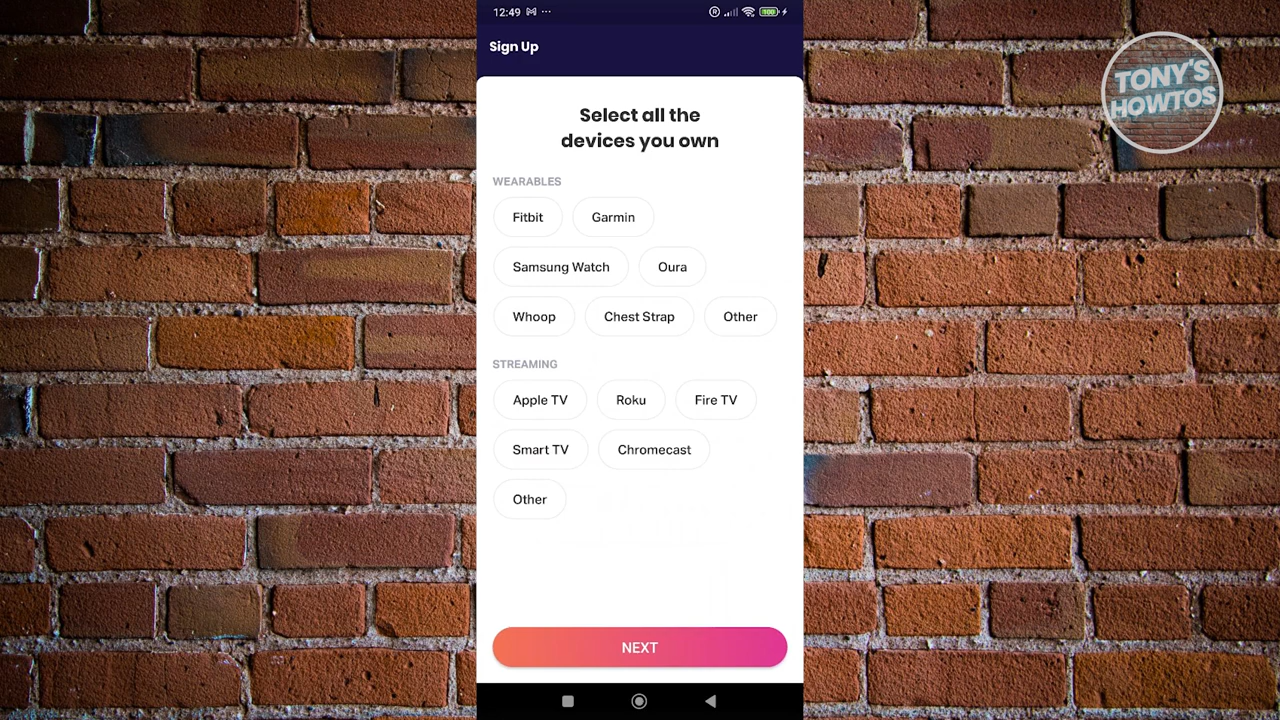 12:49
100
Sign Up
TONY'S
HOWTOS
Select all the
devices you own
WEARABLES
Fitbit Garmin
Samsung Watch Oura
Whoop Chest Strap Other
STREAMING
Apple TV Roku Fire TV
Smart TV Chromecast
Other
NEXT